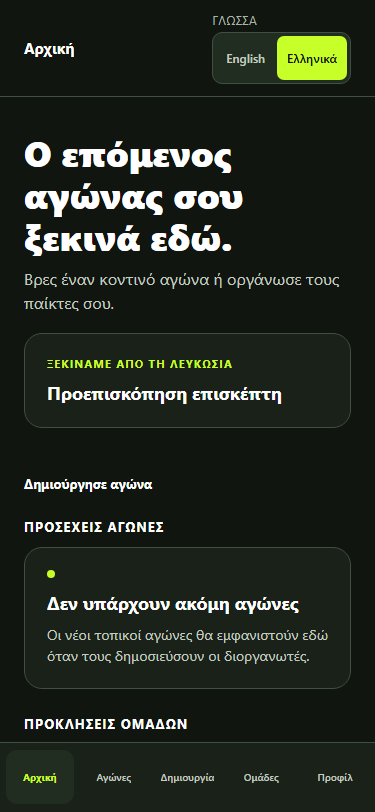 ΓΛΩΣΣΑ
Αρχική
English
Ελληνικά
Ο επόμενος
αγώνας σου
ξεκινά εδώ.
Βρες έναν κοντινό αγώνα ή οργάνωσε τους
παίκτες σου.
ΞΕΚΙΝΑΜΕ ΑΠΟ ΤΗ ΛΕΥΚΩΣΙΑ
Προεπισκόπηση επισκέπτη
Δημιούργησε αγώνα
ΠΡΟΣΕΧΕΙΣ ΑΓΩΝΕΣ
Δεν υπάρχουν ακόμη αγώνες
Οι νέοι τοπικοί αγώνες θα εμφανιστούν εδώ
όταν τους δημοσιεύσουν οι διοργανωτές.
ΠΡΟΚΛΗΣΕΙΣ ΟΜΑΔΩΝ
Αρχική
Αγώνες
Δημιουργία
Ομάδες
Προφίλ